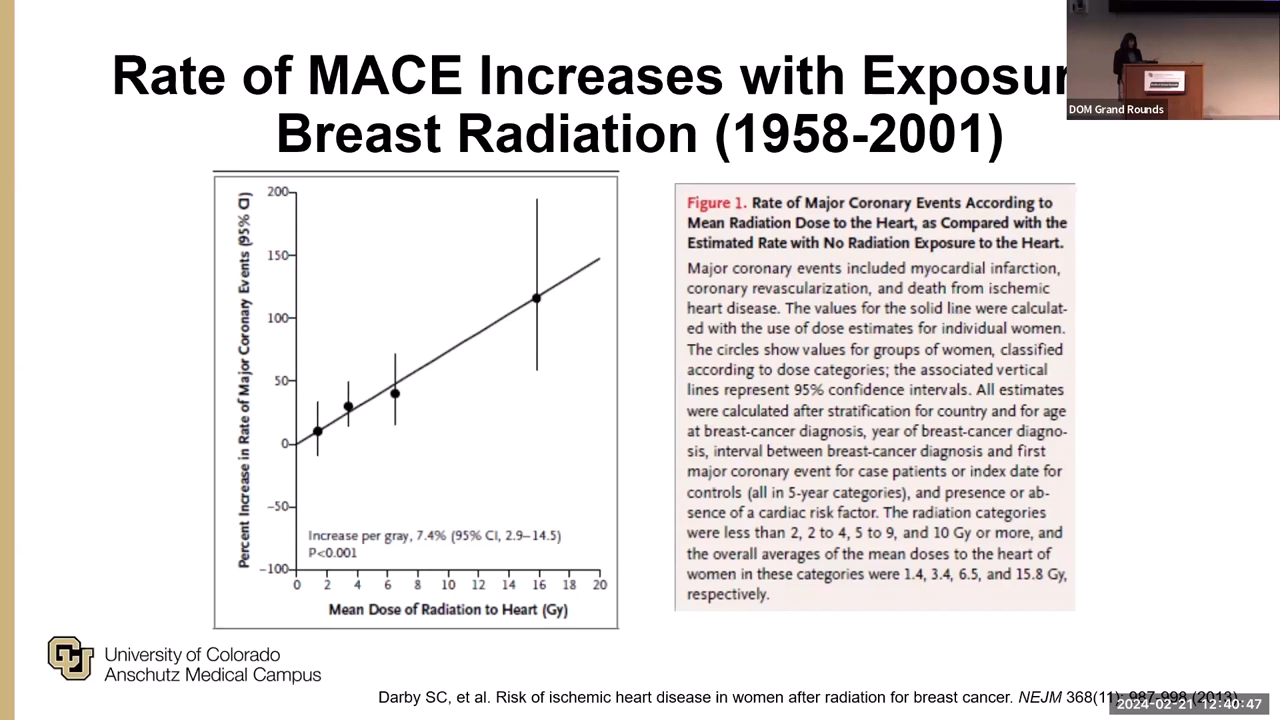 Rate of MACE Increases with Exposur
Breast Radiation (1958-2001)
DOM Grand Rounds
Percent Increase in Rate of Major Coronary Events (95% CI)
200
150
100
50
0
−50
−100
Increase per gray, 7.4% (95% CI, 2.9–14.5)
P<0.001
0 2 4 6 8 10 12 14 16 18 20
Mean Dose of Radiation to Heart (Gy)
Figure 1. Rate of Major Coronary Events According to
Mean Radiation Dose to the Heart, as Compared with the
Estimated Rate with No Radiation Exposure to the Heart.
Major coronary events included myocardial infarction,
coronary revascularization, and death from ischemic
heart disease. The values for the solid line were calculat-
ed with the use of dose estimates for individual women.
The circles show values for groups of women, classified
according to dose categories; the associated vertical
lines represent 95% confidence intervals. All estimates
were calculated after stratification for country and for age
at breast-cancer diagnosis, year of breast-cancer diagno-
sis, interval between breast-cancer diagnosis and first
major coronary event for case patients or index date for
controls (all in 5-year categories), and presence or ab-
sence of a cardiac risk factor. The radiation categories
were less than 2, 2 to 4, 5 to 9, and 10 Gy or more, and
the overall averages of the mean doses to the heart of
women in these categories were 1.4, 3.4, 6.5, and 15.8 Gy,
respectively.
CU
University of Colorado
Anschutz Medical Campus
Darby SC, et al. Risk of ischemic heart disease in women after radiation for breast cancer. NEJM 368(11): 987-998 (2013)
2024-02-21 12:40:47